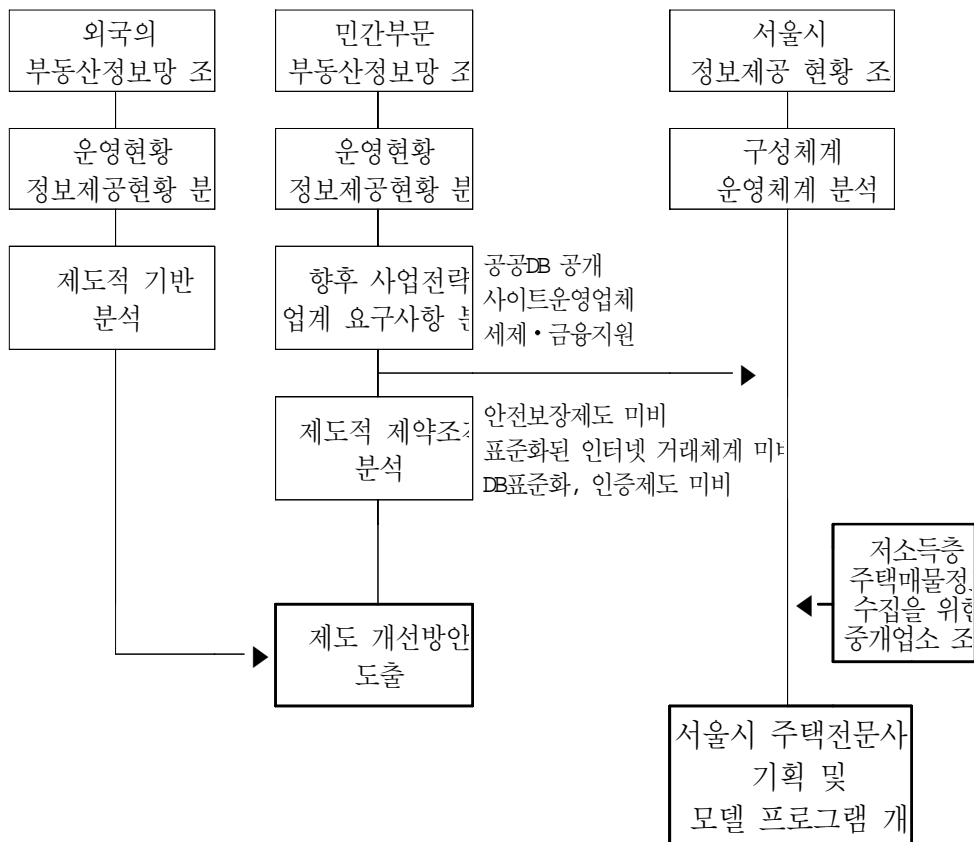 외국의
부동산정보망 조
민간부문
부동산정보망 조
서울시
정보제공 현황 조
운영현황
정보제공현황 분
운영현황
정보제공현황 분
구성체계
운영체계 분석
제도적 기반
분석
향후 사업전략
업계 요구사항
공공DB 공개
사이트운영업체
세제·금융지원
제도적 제약조
분석
안전보장제도 미비
표준화된 인터넷 거래체계
DB표준화, 인증제도 미비
저소득층
주택매물정
수집을 위한
중개업소 조
제도 개선방안
도출
서울시 주택전문사
기획 및
모델 프로그램 개